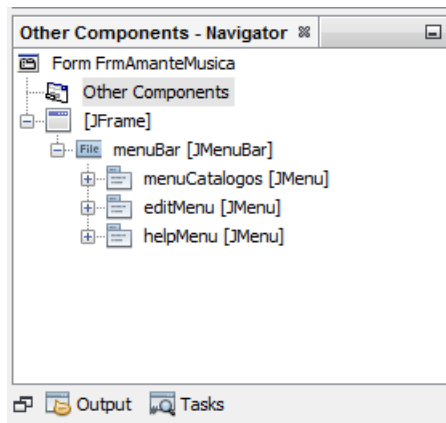 Other Components - Navigator
Form FrmAmanteMusica
Other Components
[JFrame]
File menuBar [JMenuBar]
menuCatalogos [JMenu]
editMenu [JMenu]
helpMenu [JMenu]
Output Tasks